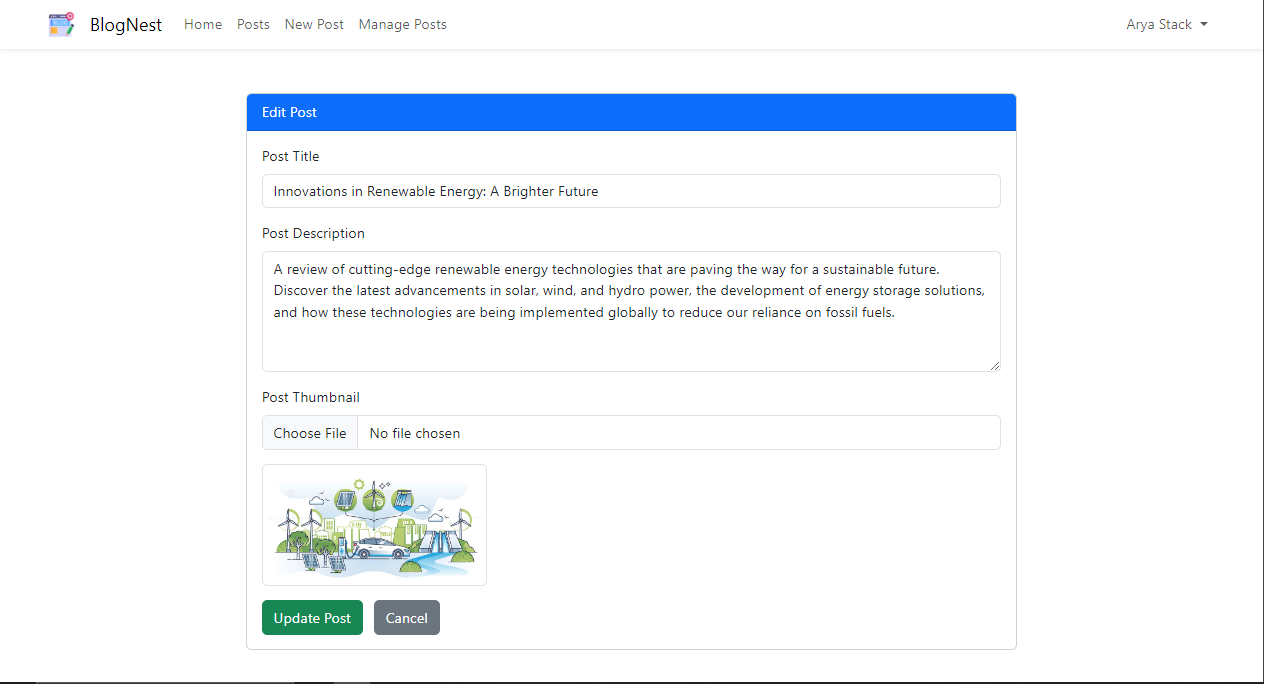 BlogNest Home Posts New Post Manage Posts Arya Stack
Edit Post
Post Title
Innovations in Renewable Energy: A Brighter Future
Post Description
A review of cutting-edge renewable energy technologies that are paving the way for a sustainable future.
Discover the latest advancements in solar, wind, and hydro power, the development of energy storage solutions,
and how these technologies are being implemented globally to reduce our reliance on fossil fuels.
Post Thumbnail
Choose File No file chosen
Update Post Cancel